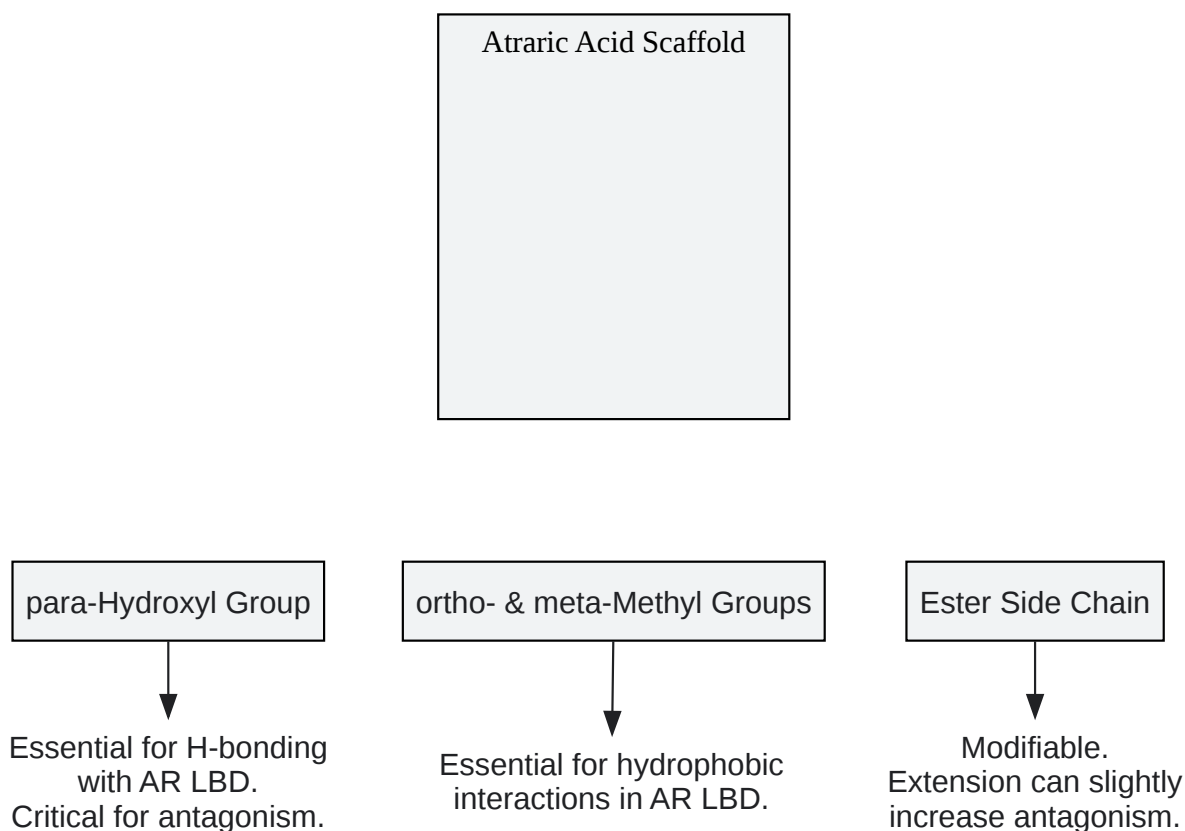 Atraric Acid Scaffold
para-Hydroxyl Group
ortho- & meta-Methyl Groups
Ester Side Chain
Essential for H-bonding
with AR LBD.
Critical for antagonism.
Essential for hydrophobic
interactions in AR LBD.
Modifiable.
Extension can slightly
increase antagonism.